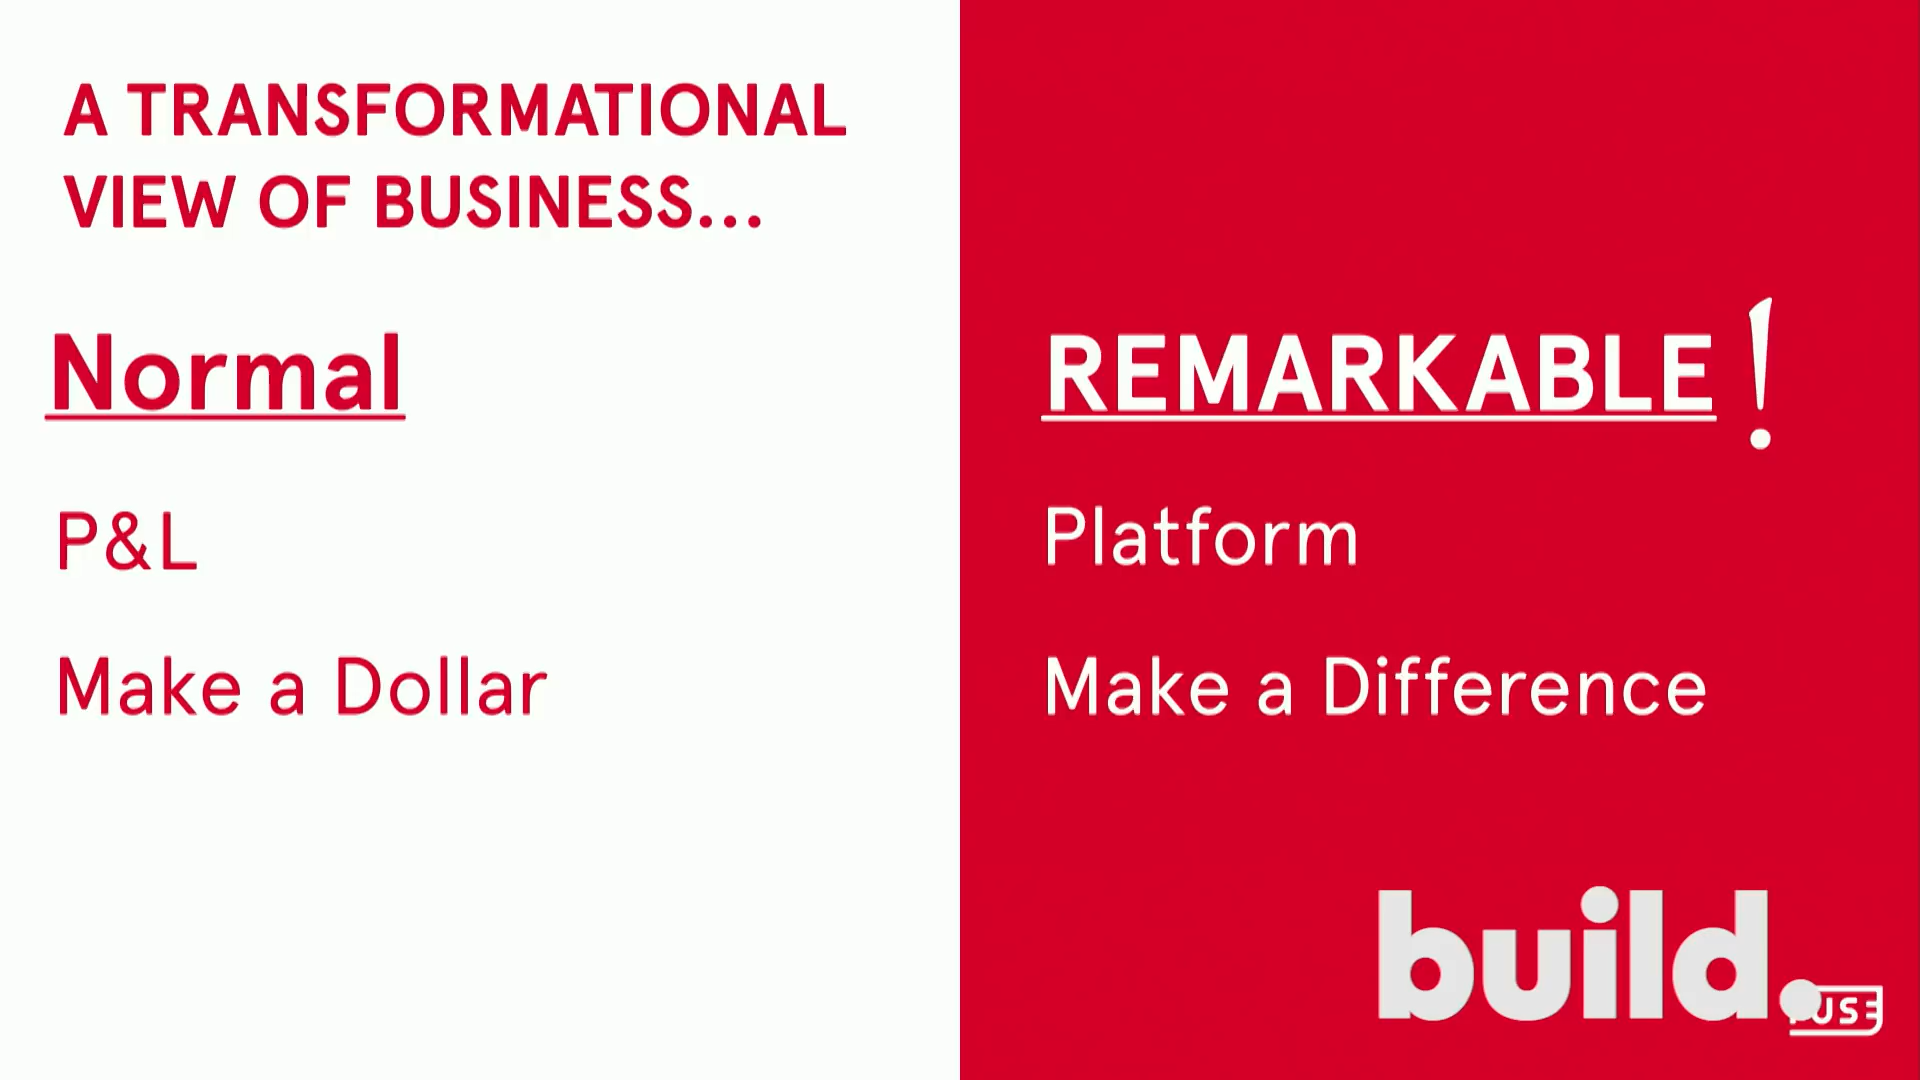 A TRANSFORMATIONAL
VIEW OF BUSINESS...
Normal
P&L
Make a Dollar
REMARKABLE!
Platform
Make a Difference
build.